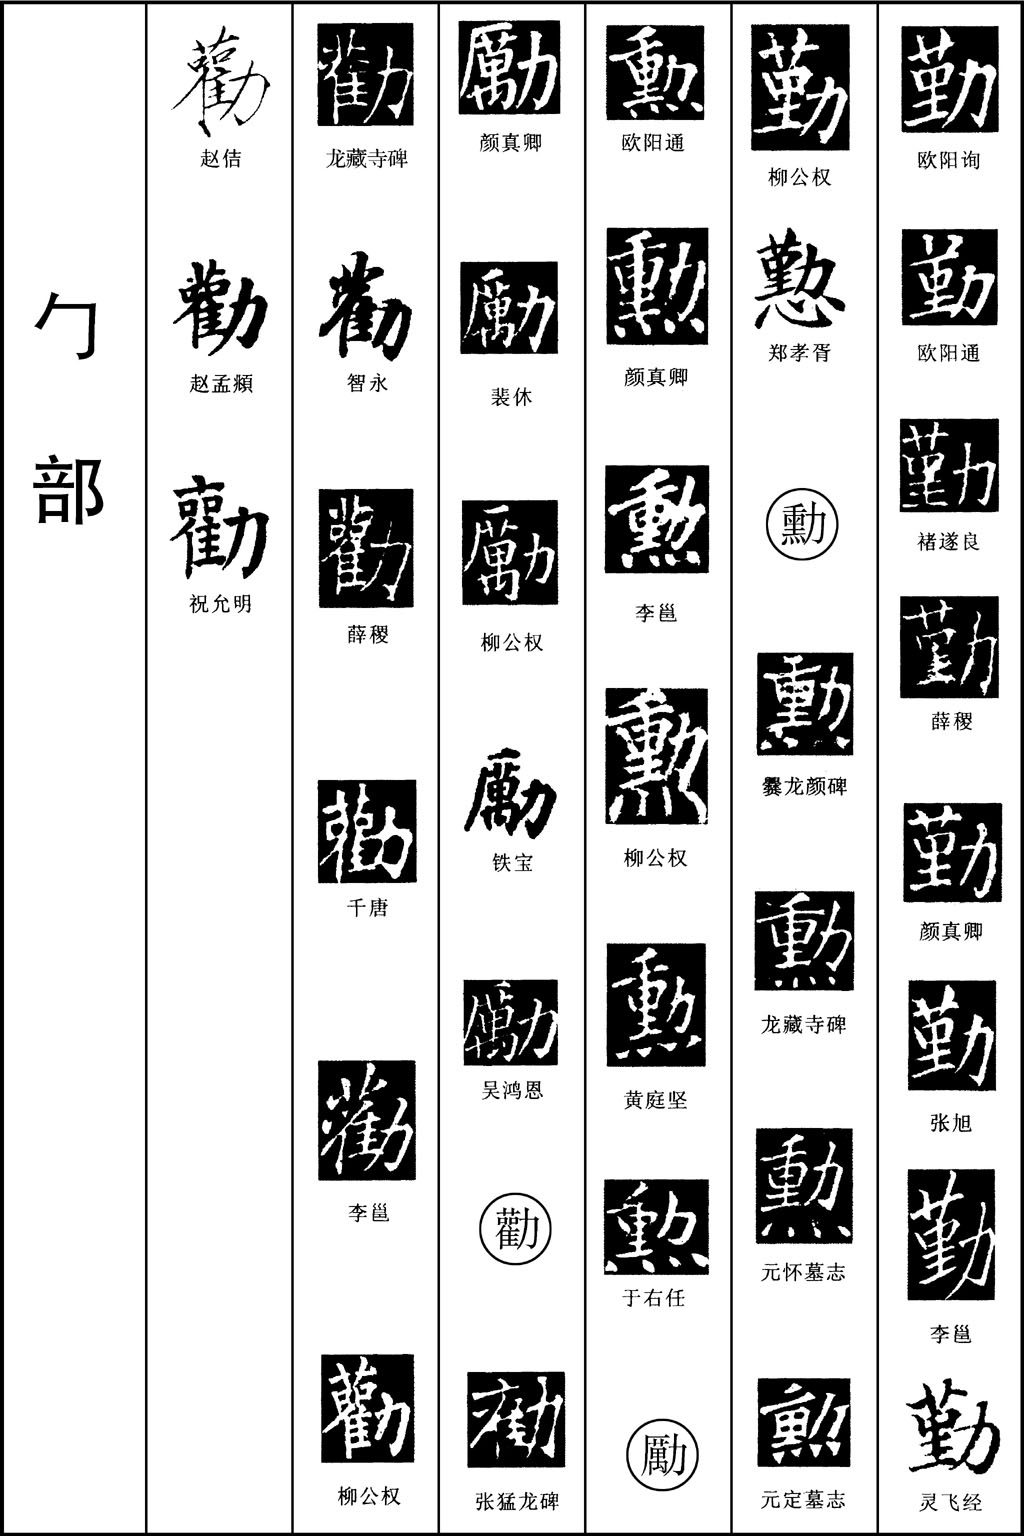 勤
欧阳询
勤
欧阳通
勤
褚遂良
勤
薛稷
勤
颜真卿
勤
张旭
勤
李邕
勤
灵飞经
勤
柳公权
懃
郑孝胥
勳
勳
爨龙颜碑
勳
龙藏寺碑
勳
元怀墓志
勳
元定墓志
勳
欧阳通
勳
颜真卿
勳
李邕
勳
柳公权
勳
黄庭坚
勳
于右任
勵
勵
颜真卿
勵
裴休
勵
柳公权
勵
铁宝
勵
吴鸿恩
勸
勸
张猛龙碑
勸
龙藏寺碑
勸
智永
勸
薛稷
勸
千唐
勸
李邕
勸
柳公权
勸
赵佶
勸
赵孟頫
勸
祝允明
勹部